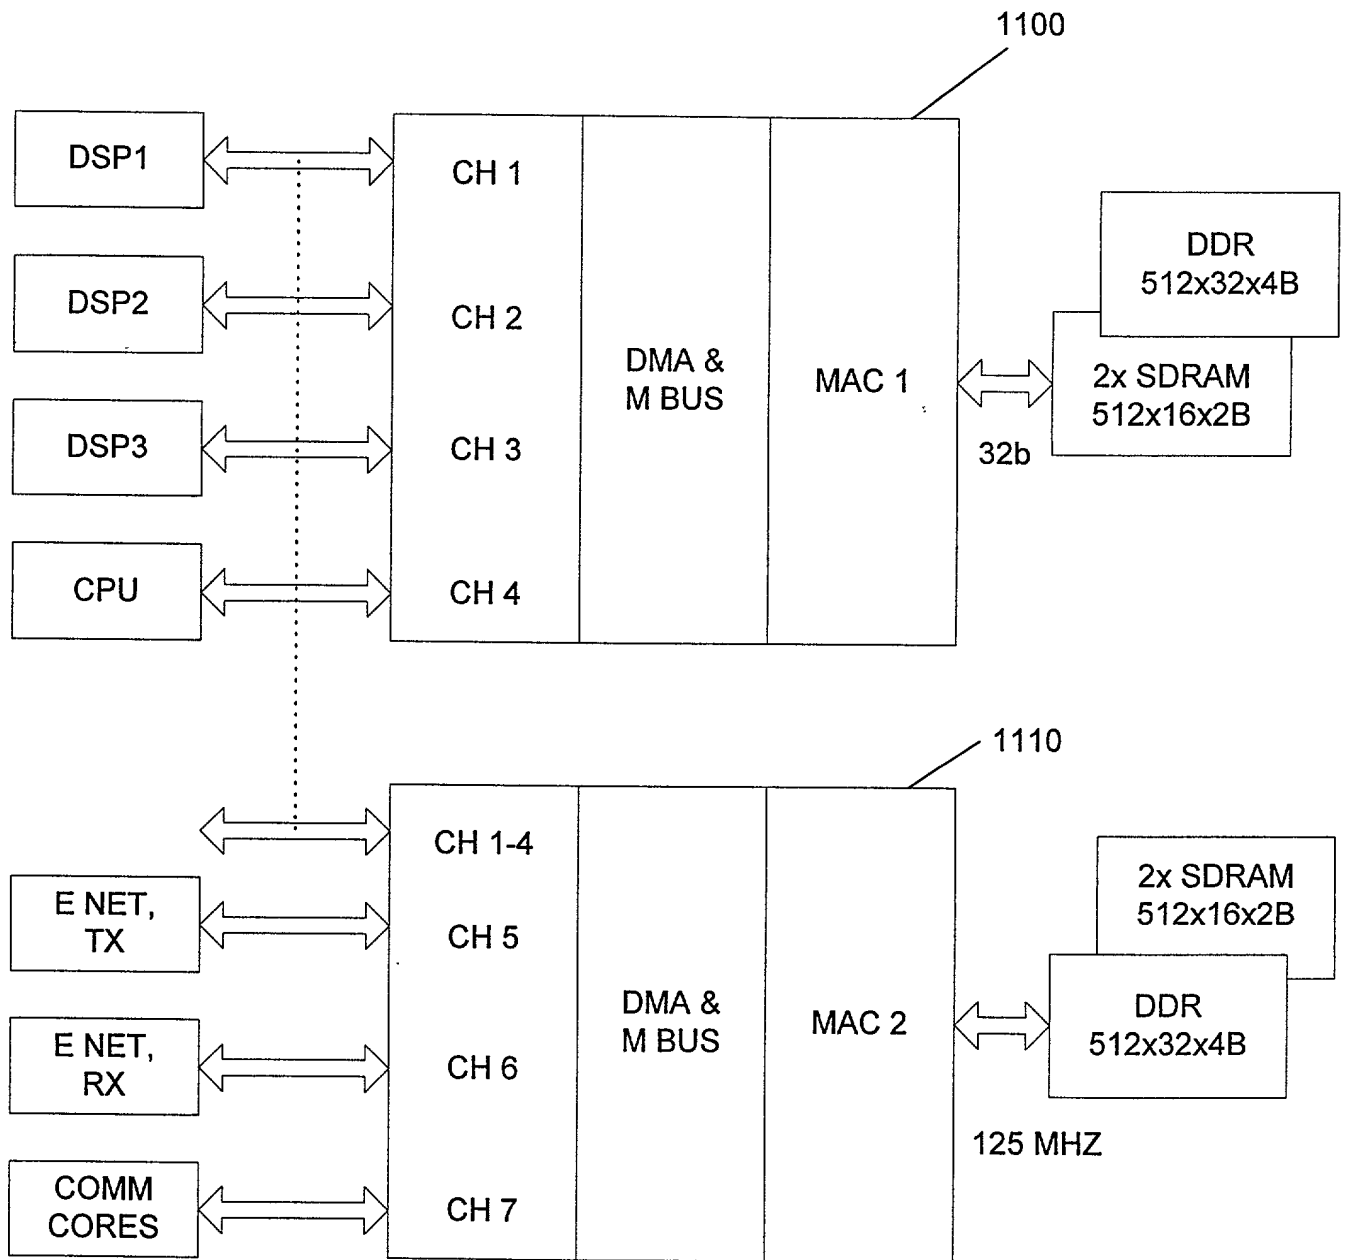 1100
DSP1
CH 1
DSP2
CH 2
DSP3
CH 3
CPU
CH 4
DMA &
M BUS
MAC 1
32b
DDR
512x32x4B
2x SDRAM
512x16x2B
1110
CH 1-4
E NET,
TX
CH 5
E NET,
RX
CH 6
COMM
CORES
CH 7
DMA &
M BUS
MAC 2
125 MHZ
2x SDRAM
512x16x2B
DDR
512x32x4B